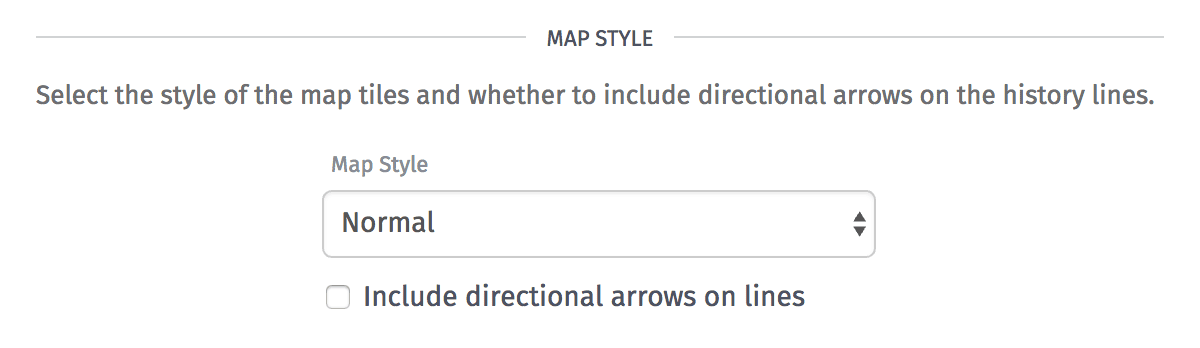 MAP STYLE
Select the style of the map tiles and whether to include directional arrows on the history lines.
Map Style
Normal
Include directional arrows on lines